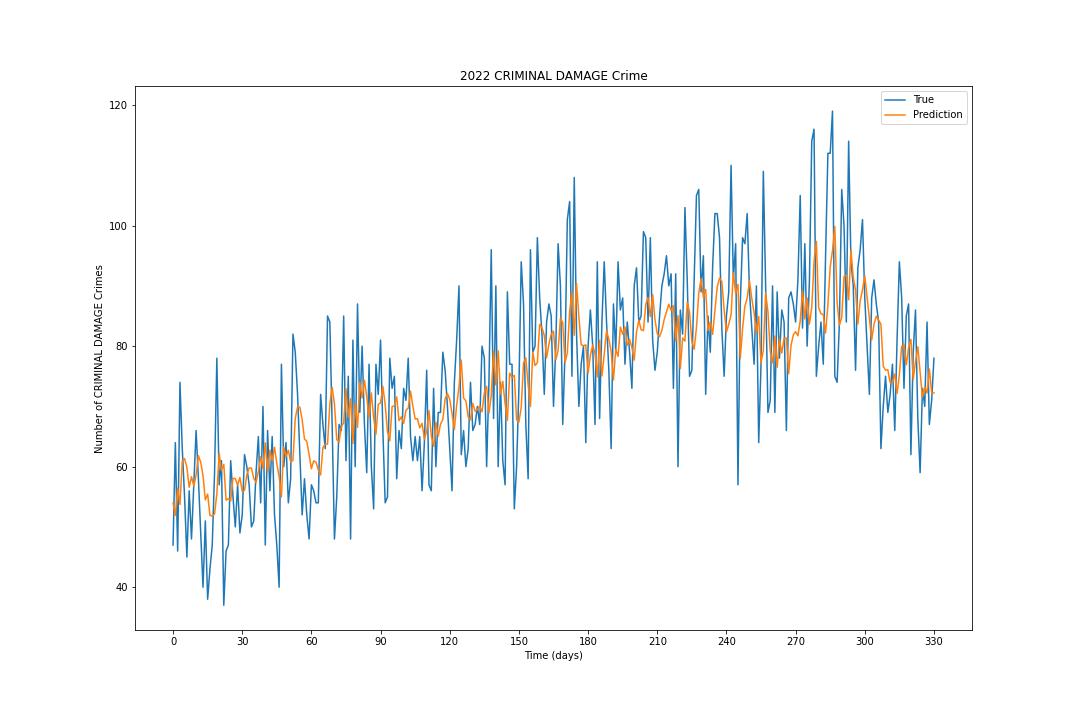 2022 CRIMINAL DAMAGE Crime
True
Prediction
Number of CRIMINAL DAMAGE Crimes
120
100
80
60
40
0 30 60 90 120 150 180 210 240 270 300 330
Time (days)